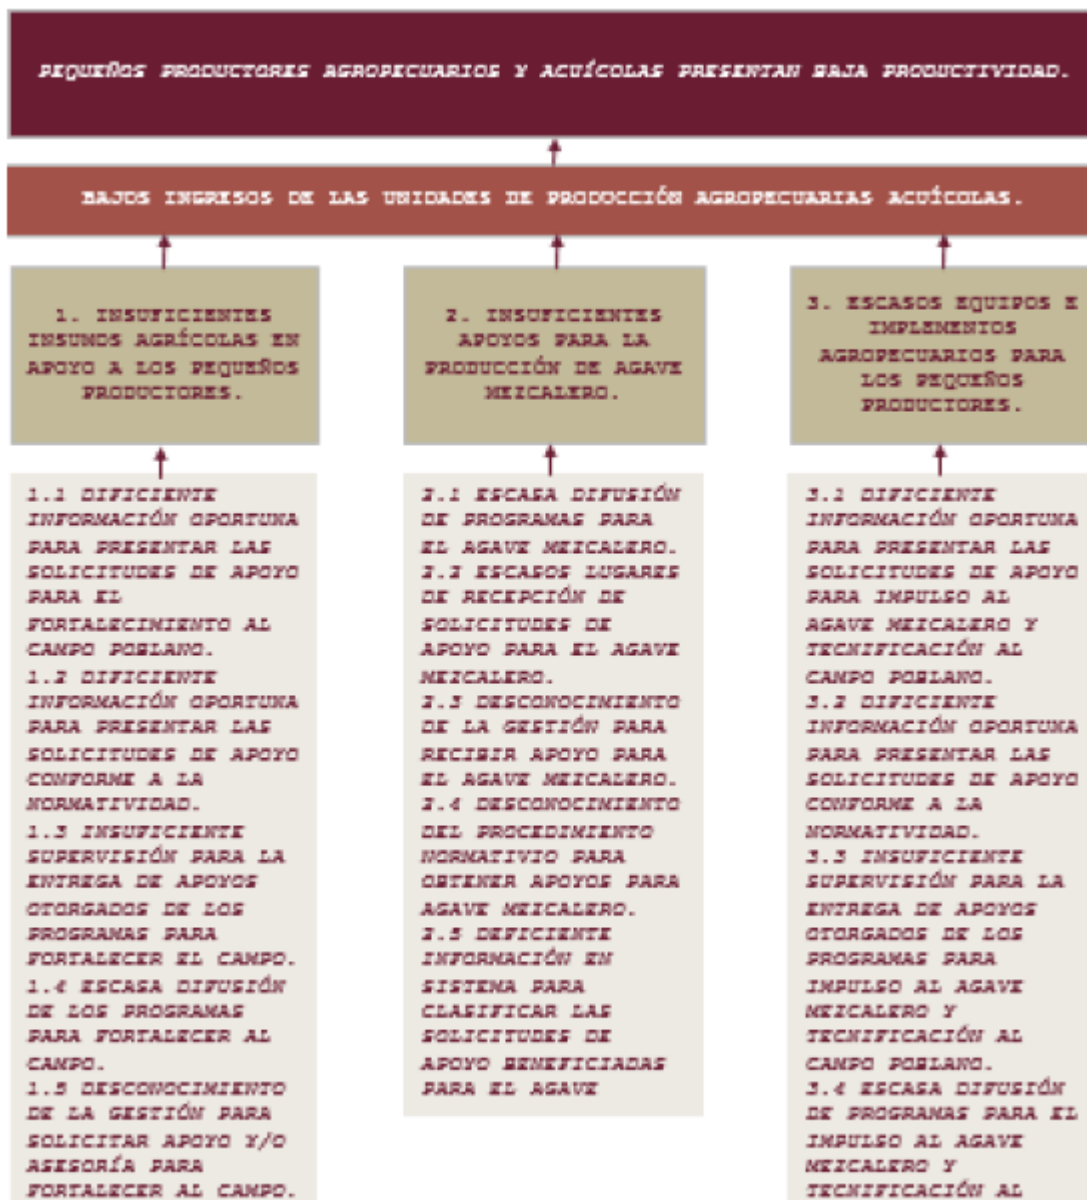 PEQUEÑOS PRODUCTORES AGROPECUARIOS Y ACUÍCOLAS PRESENTAN BAJA PRODUCTIVIDAD.
BAJOS INGRESOS DE LAS UNIDADES DE PRODUCCIÓN AGROPECUARIAS ACUÍCOLAS.
1. INSUFICIENTES
INSUMOS AGRÍCOLAS EN
APOYO A LOS PEQUEÑOS
PRODUCTORES.
2. INSUFICIENTES
APOYOS PARA LA
PRODUCCIÓN DE AGAVE
MEZCALERO.
3. ESCASOS EQUIPOS E
IMPLEMENTOS
AGROPECUARIOS PARA
LOS PEQUEÑOS
PRODUCTORES.
1.1 DIFICIENTE
INFORMACIÓN OPORTUNA
PARA PRESENTAR LAS
SOLICITUDES DE APOYO
PARA EL
FORTALECIMIENTO AL
CAMPO POBLANO.
1.2 DIFICIENTE
INFORMACIÓN OPORTUNA
PARA PRESENTAR LAS
SOLICITUDES DE APOYO
CONFORME A LA
NORMATIVIDAD.
1.3 INSUFICIENTE
SUPERVISIÓN PARA LA
ENTREGA DE APOYOS
OTORGADOS DE LOS
PROGRAMAS PARA
FORTALECER EL CAMPO.
1.4 ESCASA DIFUSIÓN
DE LOS PROGRAMAS
PARA FORTALECER AL
CAMPO.
1.5 DESCONOCIMIENTO
DE LA GESTIÓN PARA
SOLICITAR APOYO Y/O
ASESORÍA PARA
FORTALECER AL CAMPO.
2.1 ESCASA DIFUSIÓN
DE PROGRAMAS PARA
EL AGAVE MEZCALERO.
2.2 ESCASOS LUGARES
DE RECEPCIÓN DE
SOLICITUDES DE
APOYO PARA EL AGAVE
MEZCALERO.
2.3 DESCONOCIMIENTO
DE LA GESTIÓN PARA
RECIBIR APOYO PARA
EL AGAVE MEZCALERO.
2.4 DESCONOCIMIENTO
DEL PROCEDIMIENTO
NORMATIVIO PARA
OBTENER APOYOS PARA
AGAVE MEZCALERO.
2.5 DEFICIENTE
INFORMACIÓN EN
SISTEMA PARA
CLASIFICAR LAS
SOLICITUDES DE
APOYO BENEFICIADAS
PARA EL AGAVE
3.1 DIFICIENTE
INFORMACIÓN OPORTUNA
PARA PRESENTAR LAS
SOLICITUDES DE APOYO
PARA IMPULSO AL
AGAVE MEZCALERO Y
TECNIFICACIÓN AL
CAMPO POBLANO.
3.2 DIFICIENTE
INFORMACIÓN OPORTUNA
PARA PRESENTAR LAS
SOLICITUDES DE APOYO
CONFORME A LA
NORMATIVIDAD.
3.3 INSUFICIENTE
SUPERVISIÓN PARA LA
ENTREGA DE APOYOS
OTORGADOS DE LOS
PROGRAMAS PARA
IMPULSO AL AGAVE
MEZCALERO Y
TECNIFICACIÓN AL
CAMPO POBLANO.
3.4 ESCASA DIFUSIÓN
DE PROGRAMAS PARA EL
IMPULSO AL AGAVE
MEZCALERO Y
TECNIFICACIÓN AL